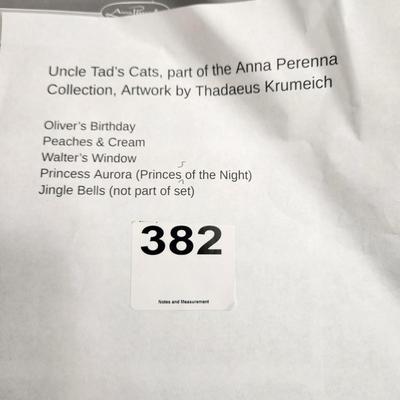 Uncle Tad's Cats, part of the Anna Perenna
Collection, Artwork by Thadaeus Krumeich
Oliver's Birthday
Peaches & Cream
Walter's Window
Princess Aurora (Princes of the Night)
Jingle Bells (not part of set)
382
Notes and Measurement